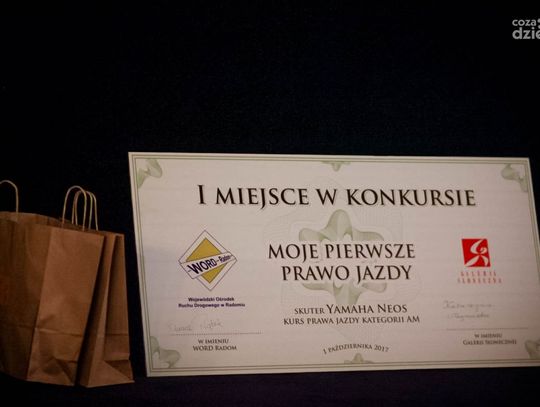 coza
dzie
I MIEJSCE W KONKURSIE
MOJE PIERWSZE
PRAWO JAZDY
WORD Radom
Wojewódzki Ośrodek
Ruchu Drogowego w Radomiu
GALERIA
SŁONECZNA
SKUTER YAMAHA NEOS
KURS PRAWA JAZDY KATEGORII AM
W IMIENIU
WORD RADOM
1 PAŹDZIERNIKA 2017
W IMIENIU
GALERII SŁONECZNEJ